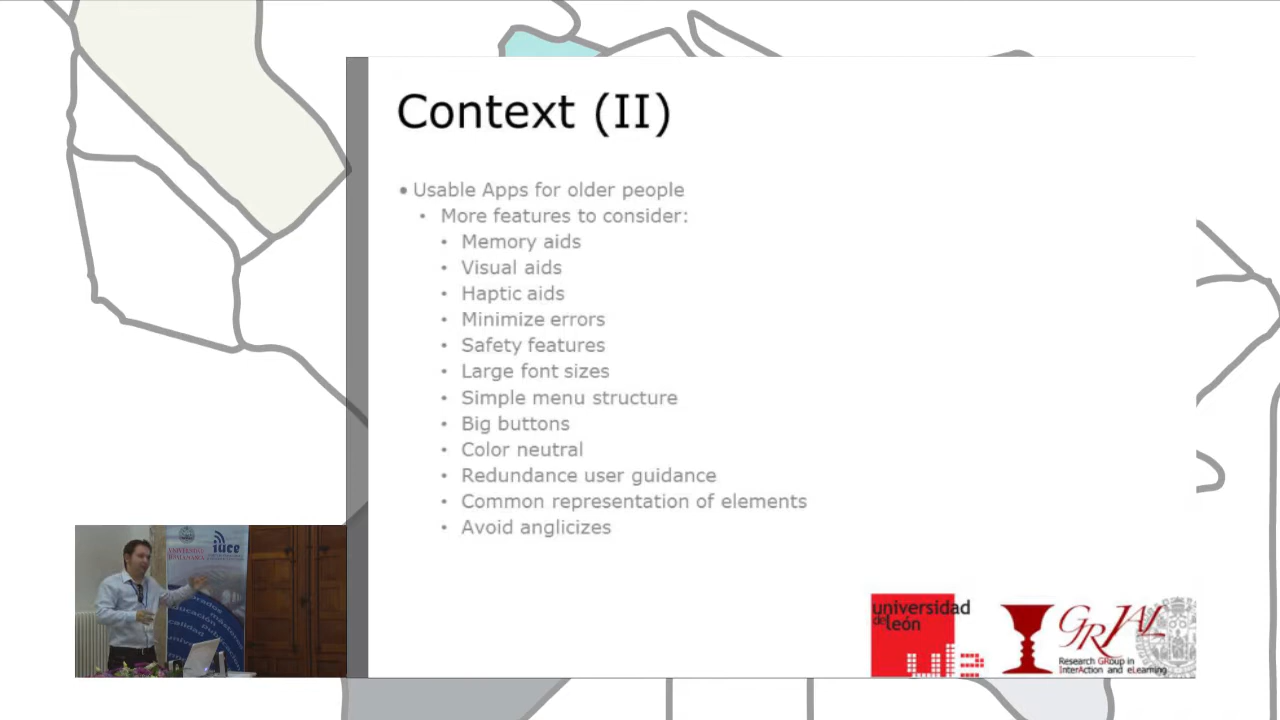 Context (II)
• Usable Apps for older people
• More features to consider:
• Memory aids
• Visual aids
• Haptic aids
• Minimize errors
• Safety features
• Large font sizes
• Simple menu structure
• Big buttons
• Color neutral
• Redundance user guidance
• Common representation of elements
• Avoid anglicizes
iuce
universidad
de león
GRIAL
Research GRoup in
InterAction and eLearning